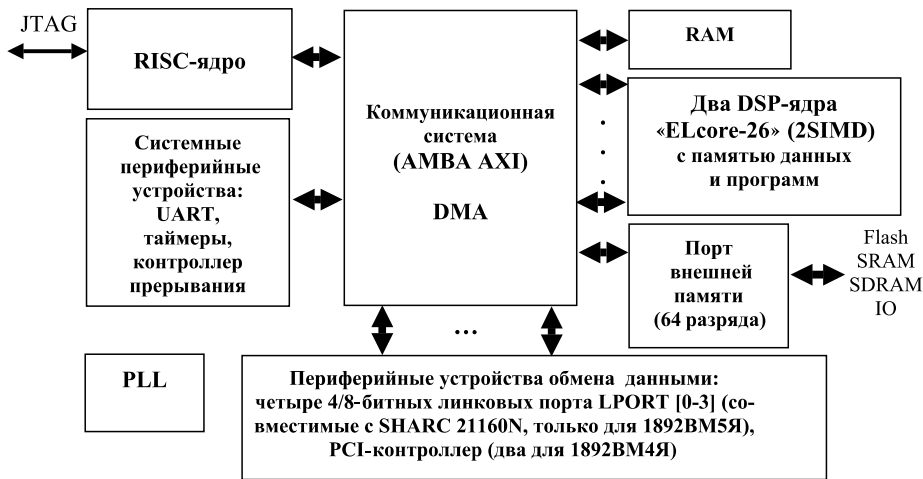 JTAG
RISC-ядро
Системные
периферийные
устройства:
UART,
таймеры,
контроллер
прерывания
PLL
Коммуникационная
система
(AMBA AXI)
DMA
RAM
Два DSP-ядра
«ELcore-26» (2SIMD)
с памятью данных
и программ
Порт
внешней
памяти
(64 разряда)
Flash
SRAM
SDRAM
IO
...
Периферийные устройства обмена данными:
четыре 4/8-битных линковых порта LPORT [0-3] (со-
вместимые с SHARC 21160N, только для 1892ВМ5Я),
PCI-контроллер (два для 1892ВМ4Я)